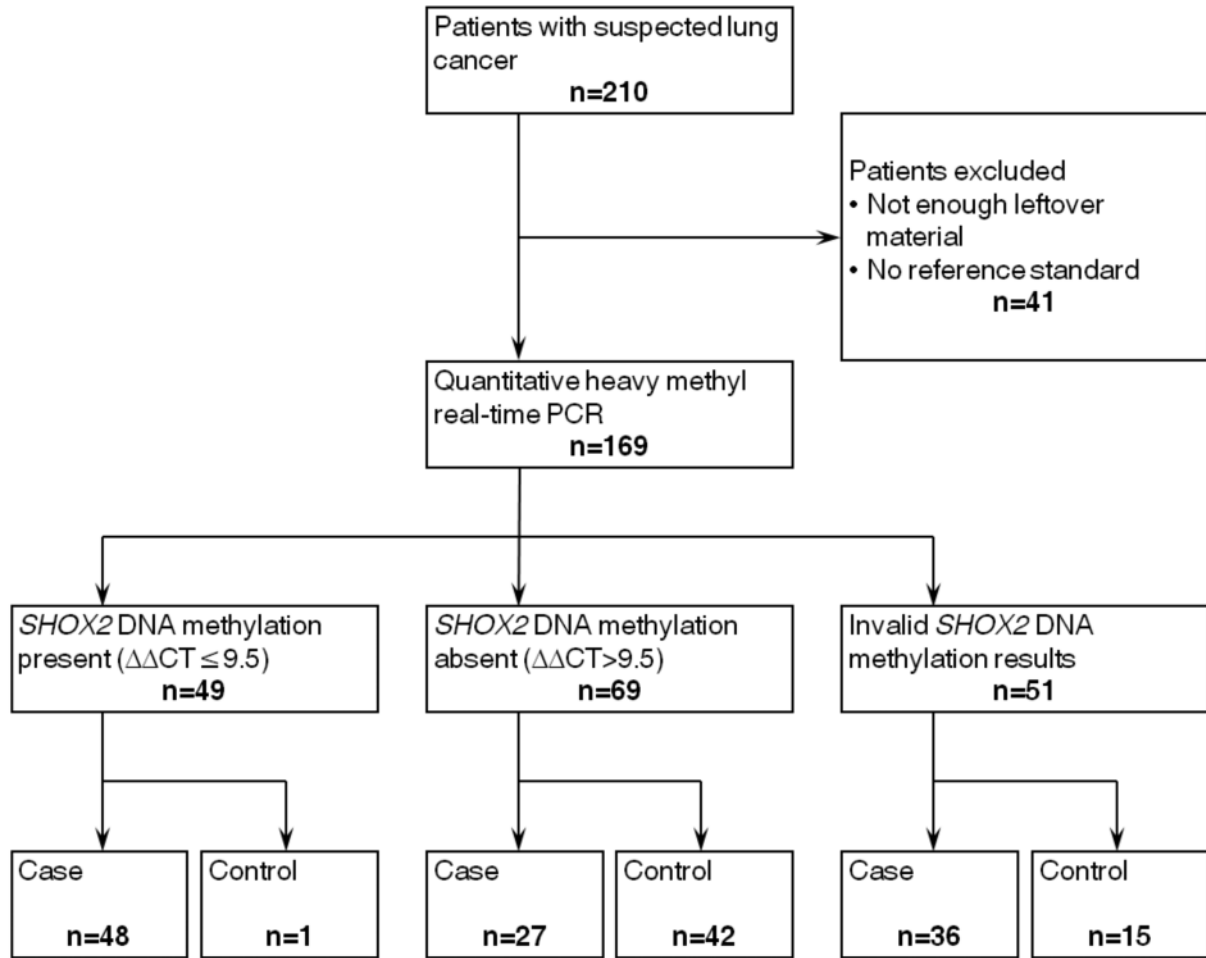 Patients with suspected lung
cancer
n=210
Patients excluded
• Not enough leftover
material
• No reference standard
n=41
Quantitative heavy methyl
real-time PCR
n=169
SHOX2 DNA methylation
present (ΔΔCT ≤ 9.5)
n=49
SHOX2 DNA methylation
absent (ΔΔCT>9.5)
n=69
Invalid SHOX2 DNA
methylation results
n=51
Case
n=48
Control
n=1
Case
n=27
Control
n=42
Case
n=36
Control
n=15